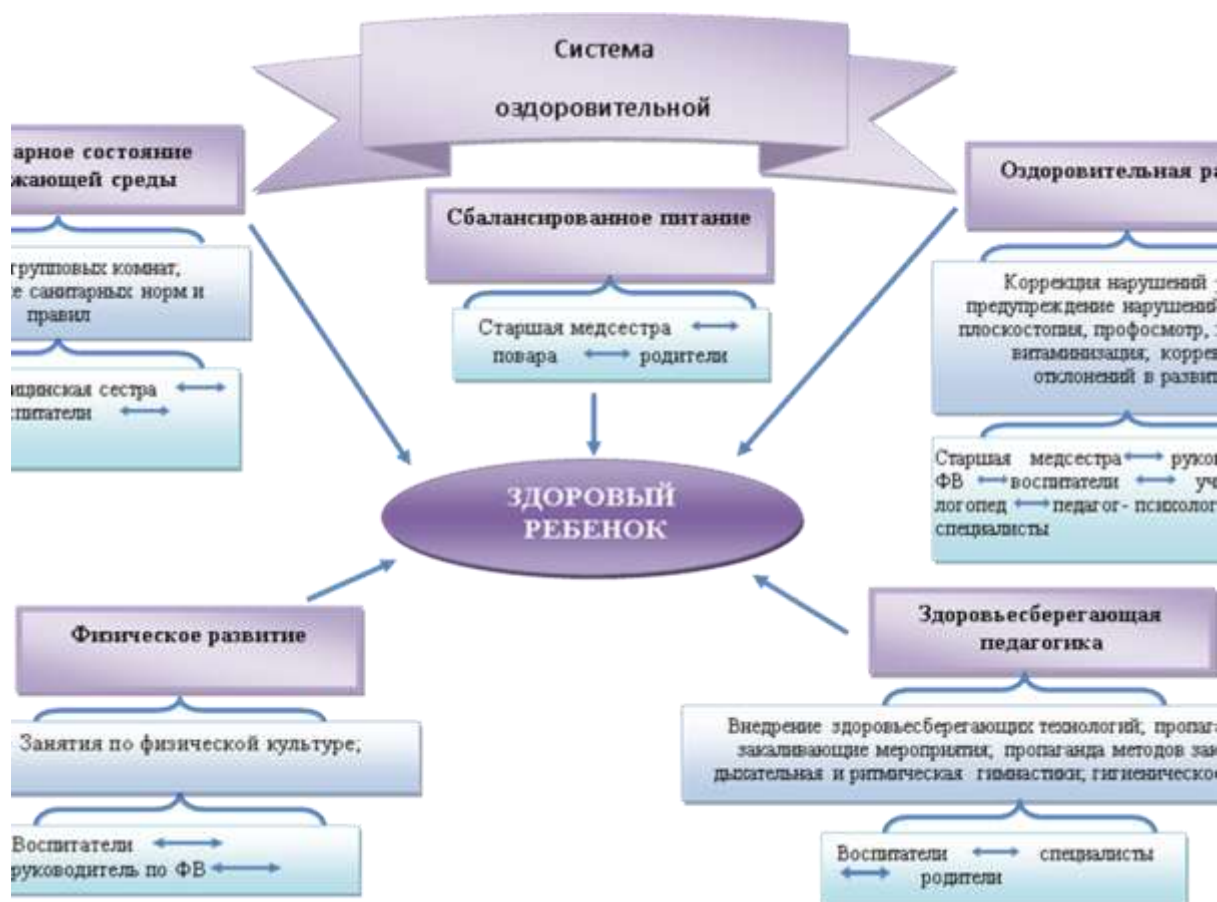 Система
оздоровительной
арное состояние
жающей среды
групповых комнат,
е санитарных норм и
правил
ицинская сестра
спитатели
Сбалансированное питание
Старшая медсестра
повара родители
Оздоровительная ра
Коррекция нарушений
предупреждение нарушений
плоскостопия, профосмотр,
витаминизация; коррек
отклонений в развит
Старшая медсестра руко
ФВ воспитатели уч
логопед педагог- психолог
специалисты
ЗДОРОВЫЙ
РЕБЕНОК
Физическое развитие
Занятия по физической культуре;
Воспитатели
руководитель по ФВ
Здоровьесберегающая
педагогика
Внедрение здоровьесберегающих технологий; пропага
закаливающие мероприятия; пропаганда методов зак
дыхательная и ритмическая гимнастики; гигиеническо
Воспитатели специалисты
родители